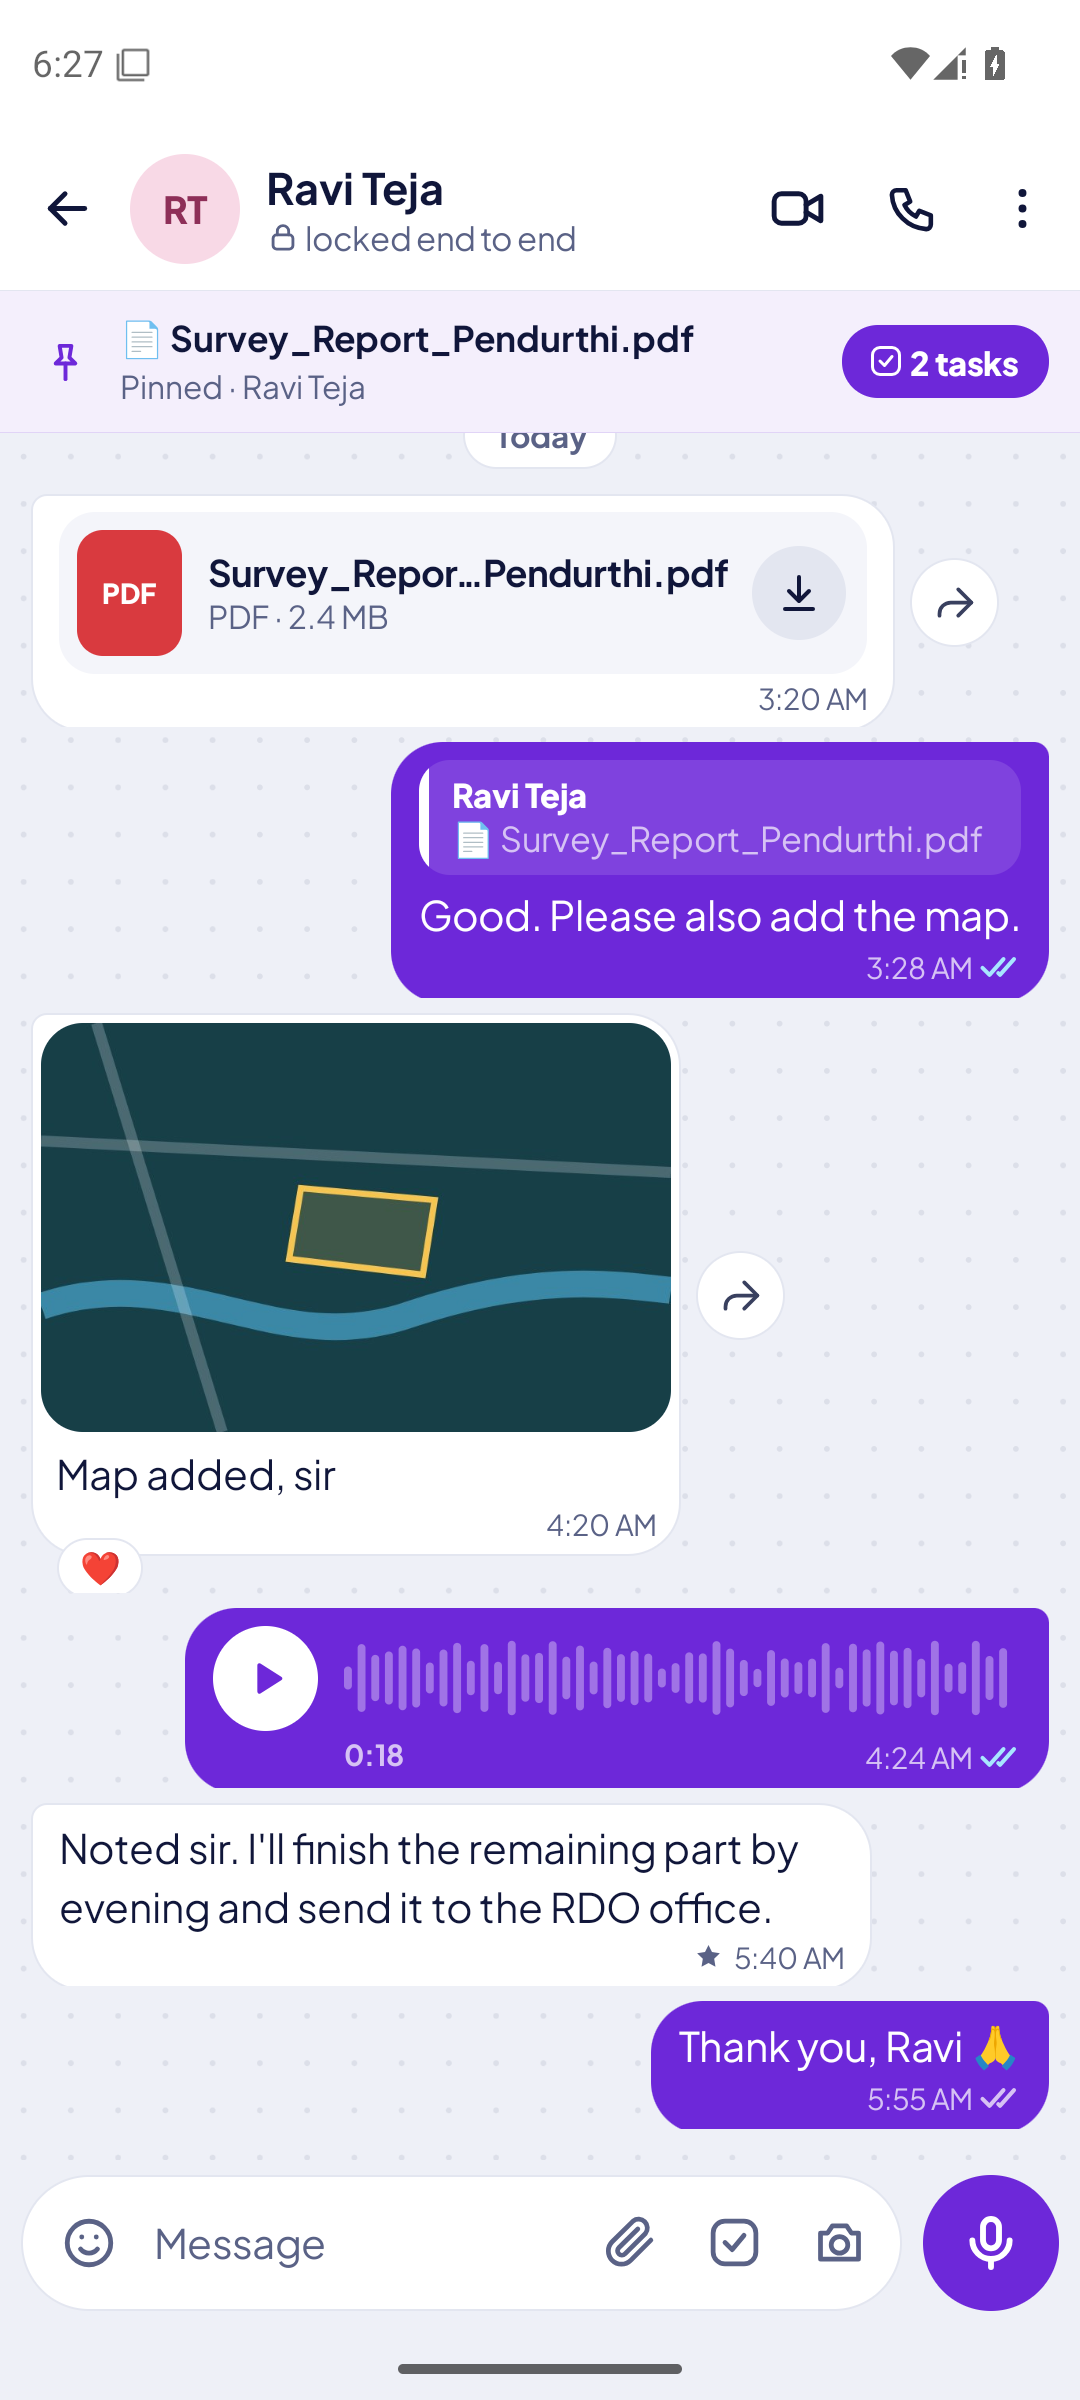 6:27
RT
Ravi Teja
locked end to end
📄 Survey_Report_Pendurthi.pdf
Pinned · Ravi Teja
2 tasks
Today
PDF
Survey_Repor...Pendurthi.pdf
PDF · 2.4 MB
3:20 AM
Ravi Teja
📄 Survey_Report_Pendurthi.pdf
Good. Please also add the map.
3:28 AM
Map added, sir
4:20 AM
❤️
0:18
4:24 AM
Noted sir. I'll finish the remaining part by
evening and send it to the RDO office.
★ 5:40 AM
Thank you, Ravi 🙏
5:55 AM
Message